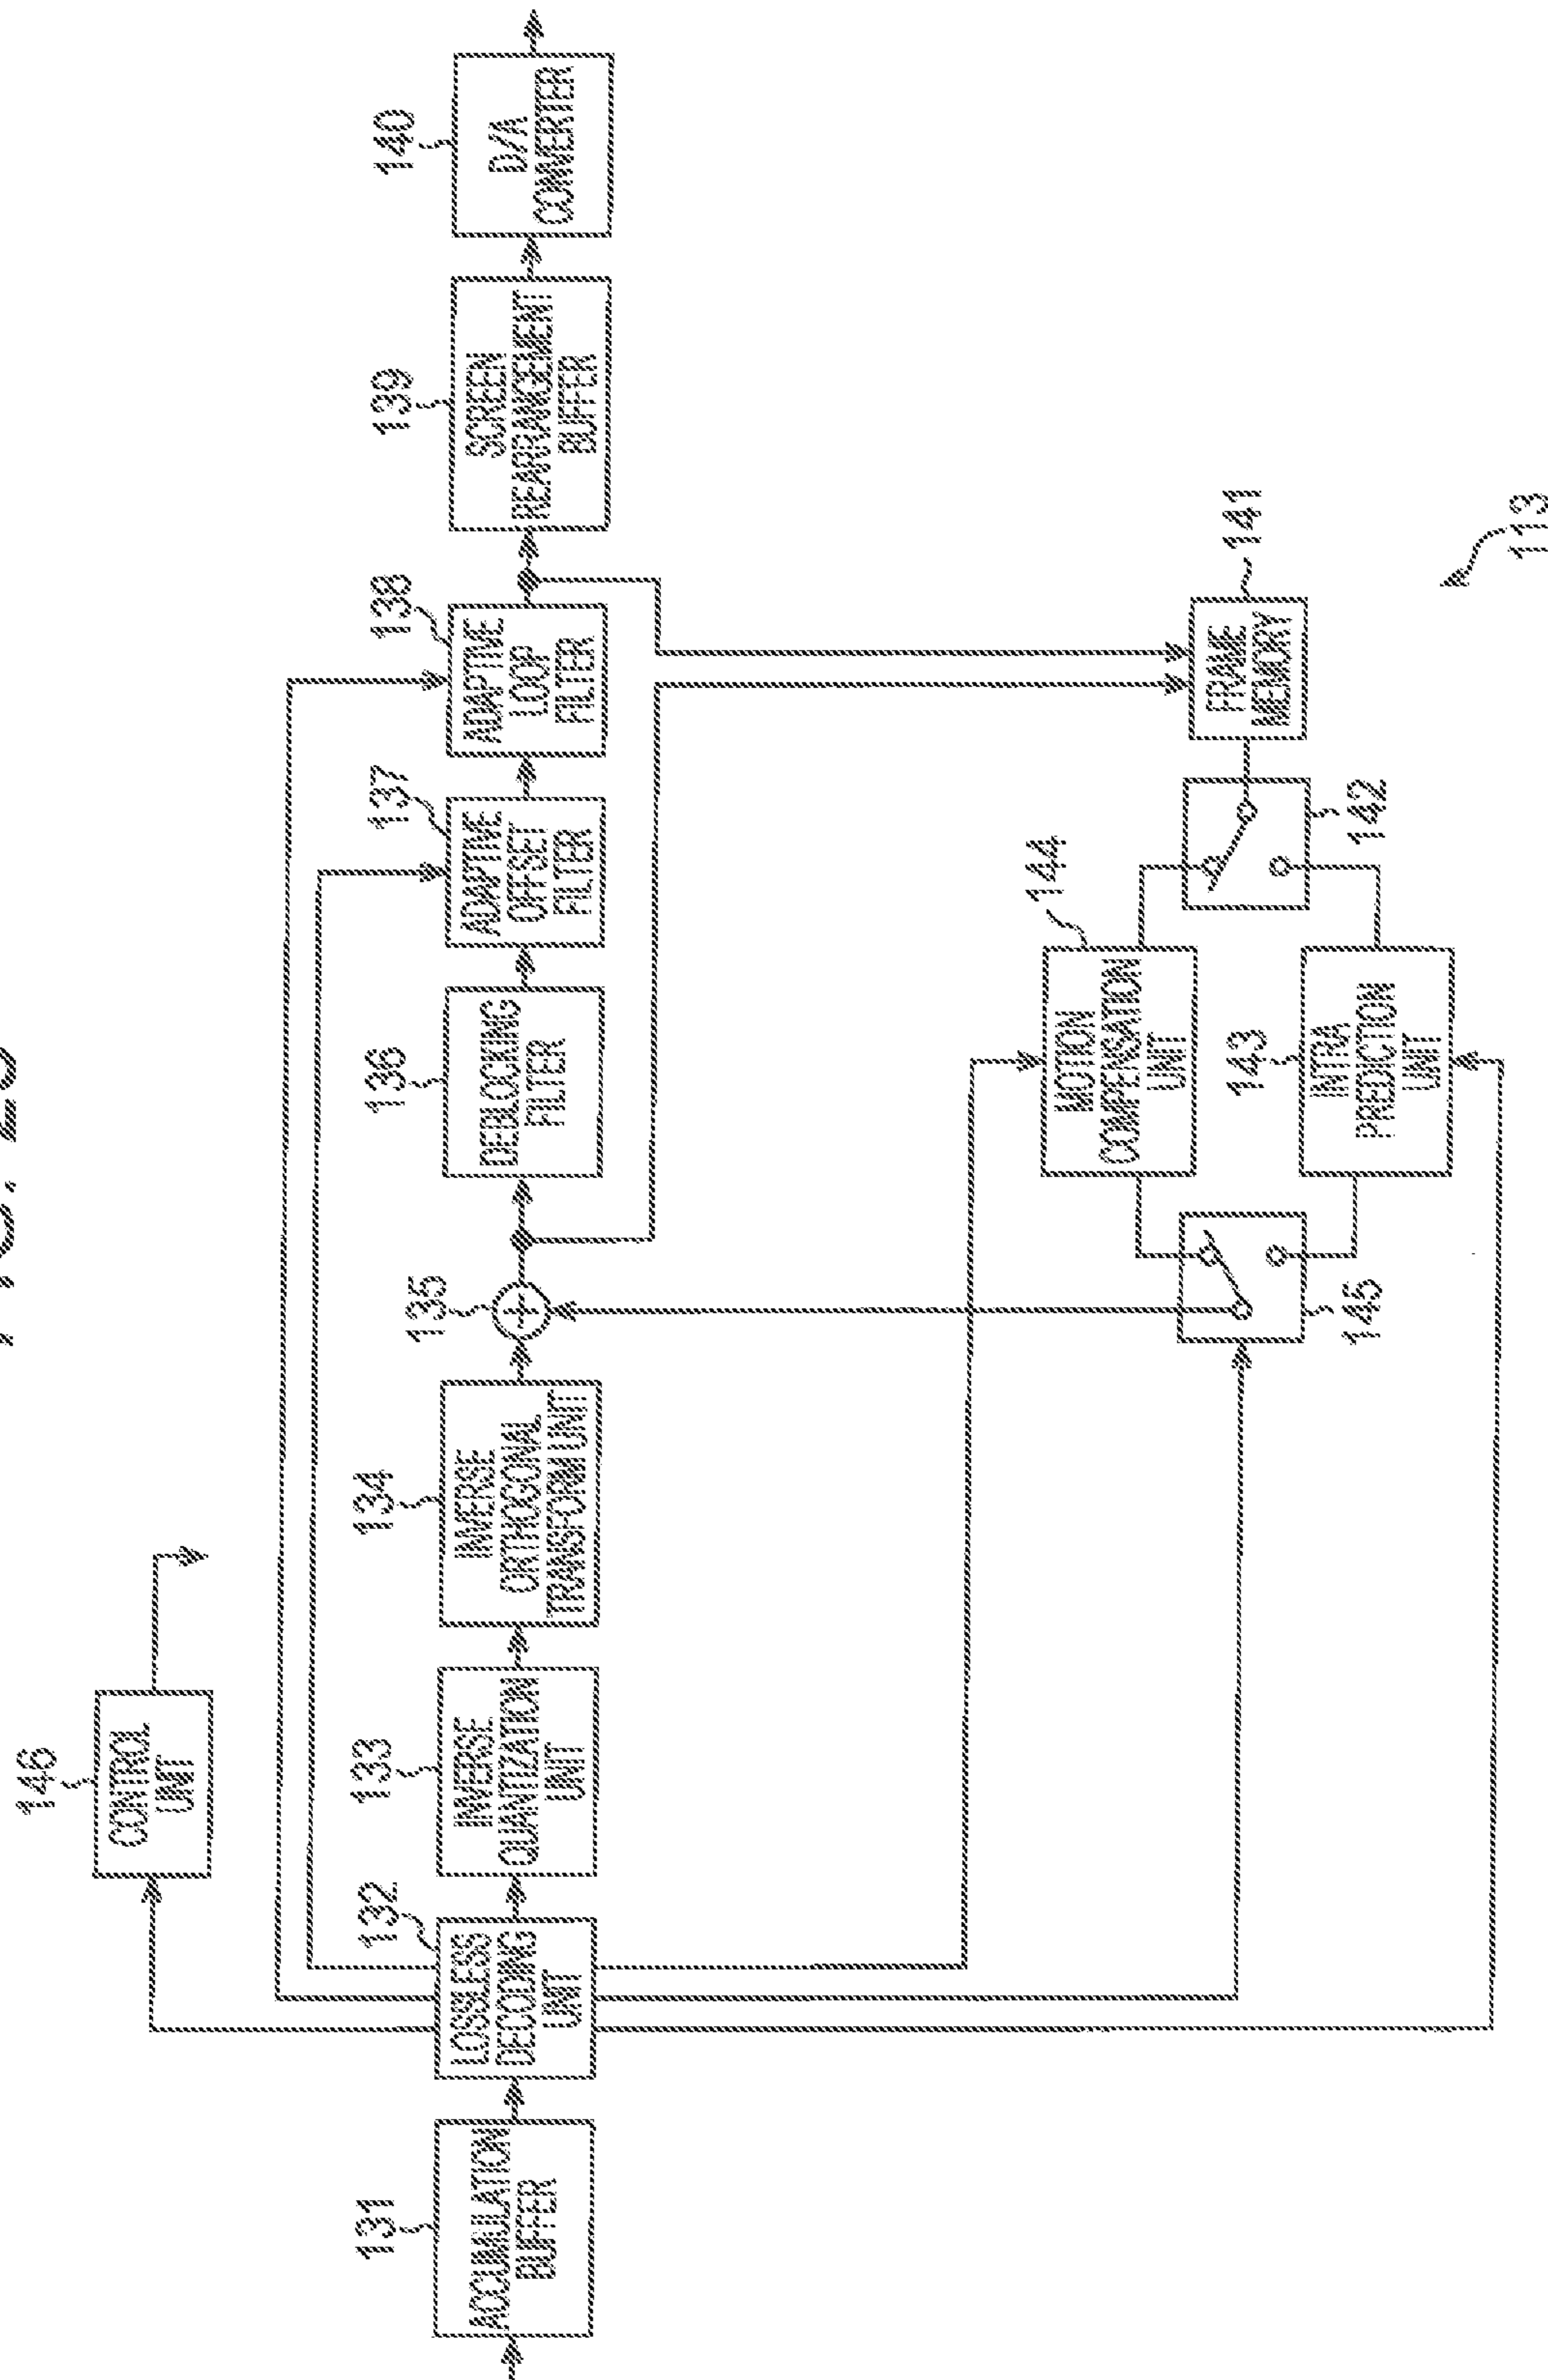 146
CONTROL
UNIT
131
ACCUMULATION
BUFFER
132
LOSSLESS
DECODING
UNIT
133
INVERSE
QUANTIZATION
UNIT
134
INVERSE
ORTHOGONAL
TRANSFORM UNIT
135
136
DEBLOCKING
FILTER
137
ADAPTIVE
OFFSET
FILTER
138
ADAPTIVE
LOOP
FILTER
139
SCREEN
REARRANGEMENT
BUFFER
140
D/A
CONVERTER
144
MOTION
COMPENSATION
UNIT
141
FRAME
MEMORY
143
INTRA
PREDICTION
UNIT
145
142
113